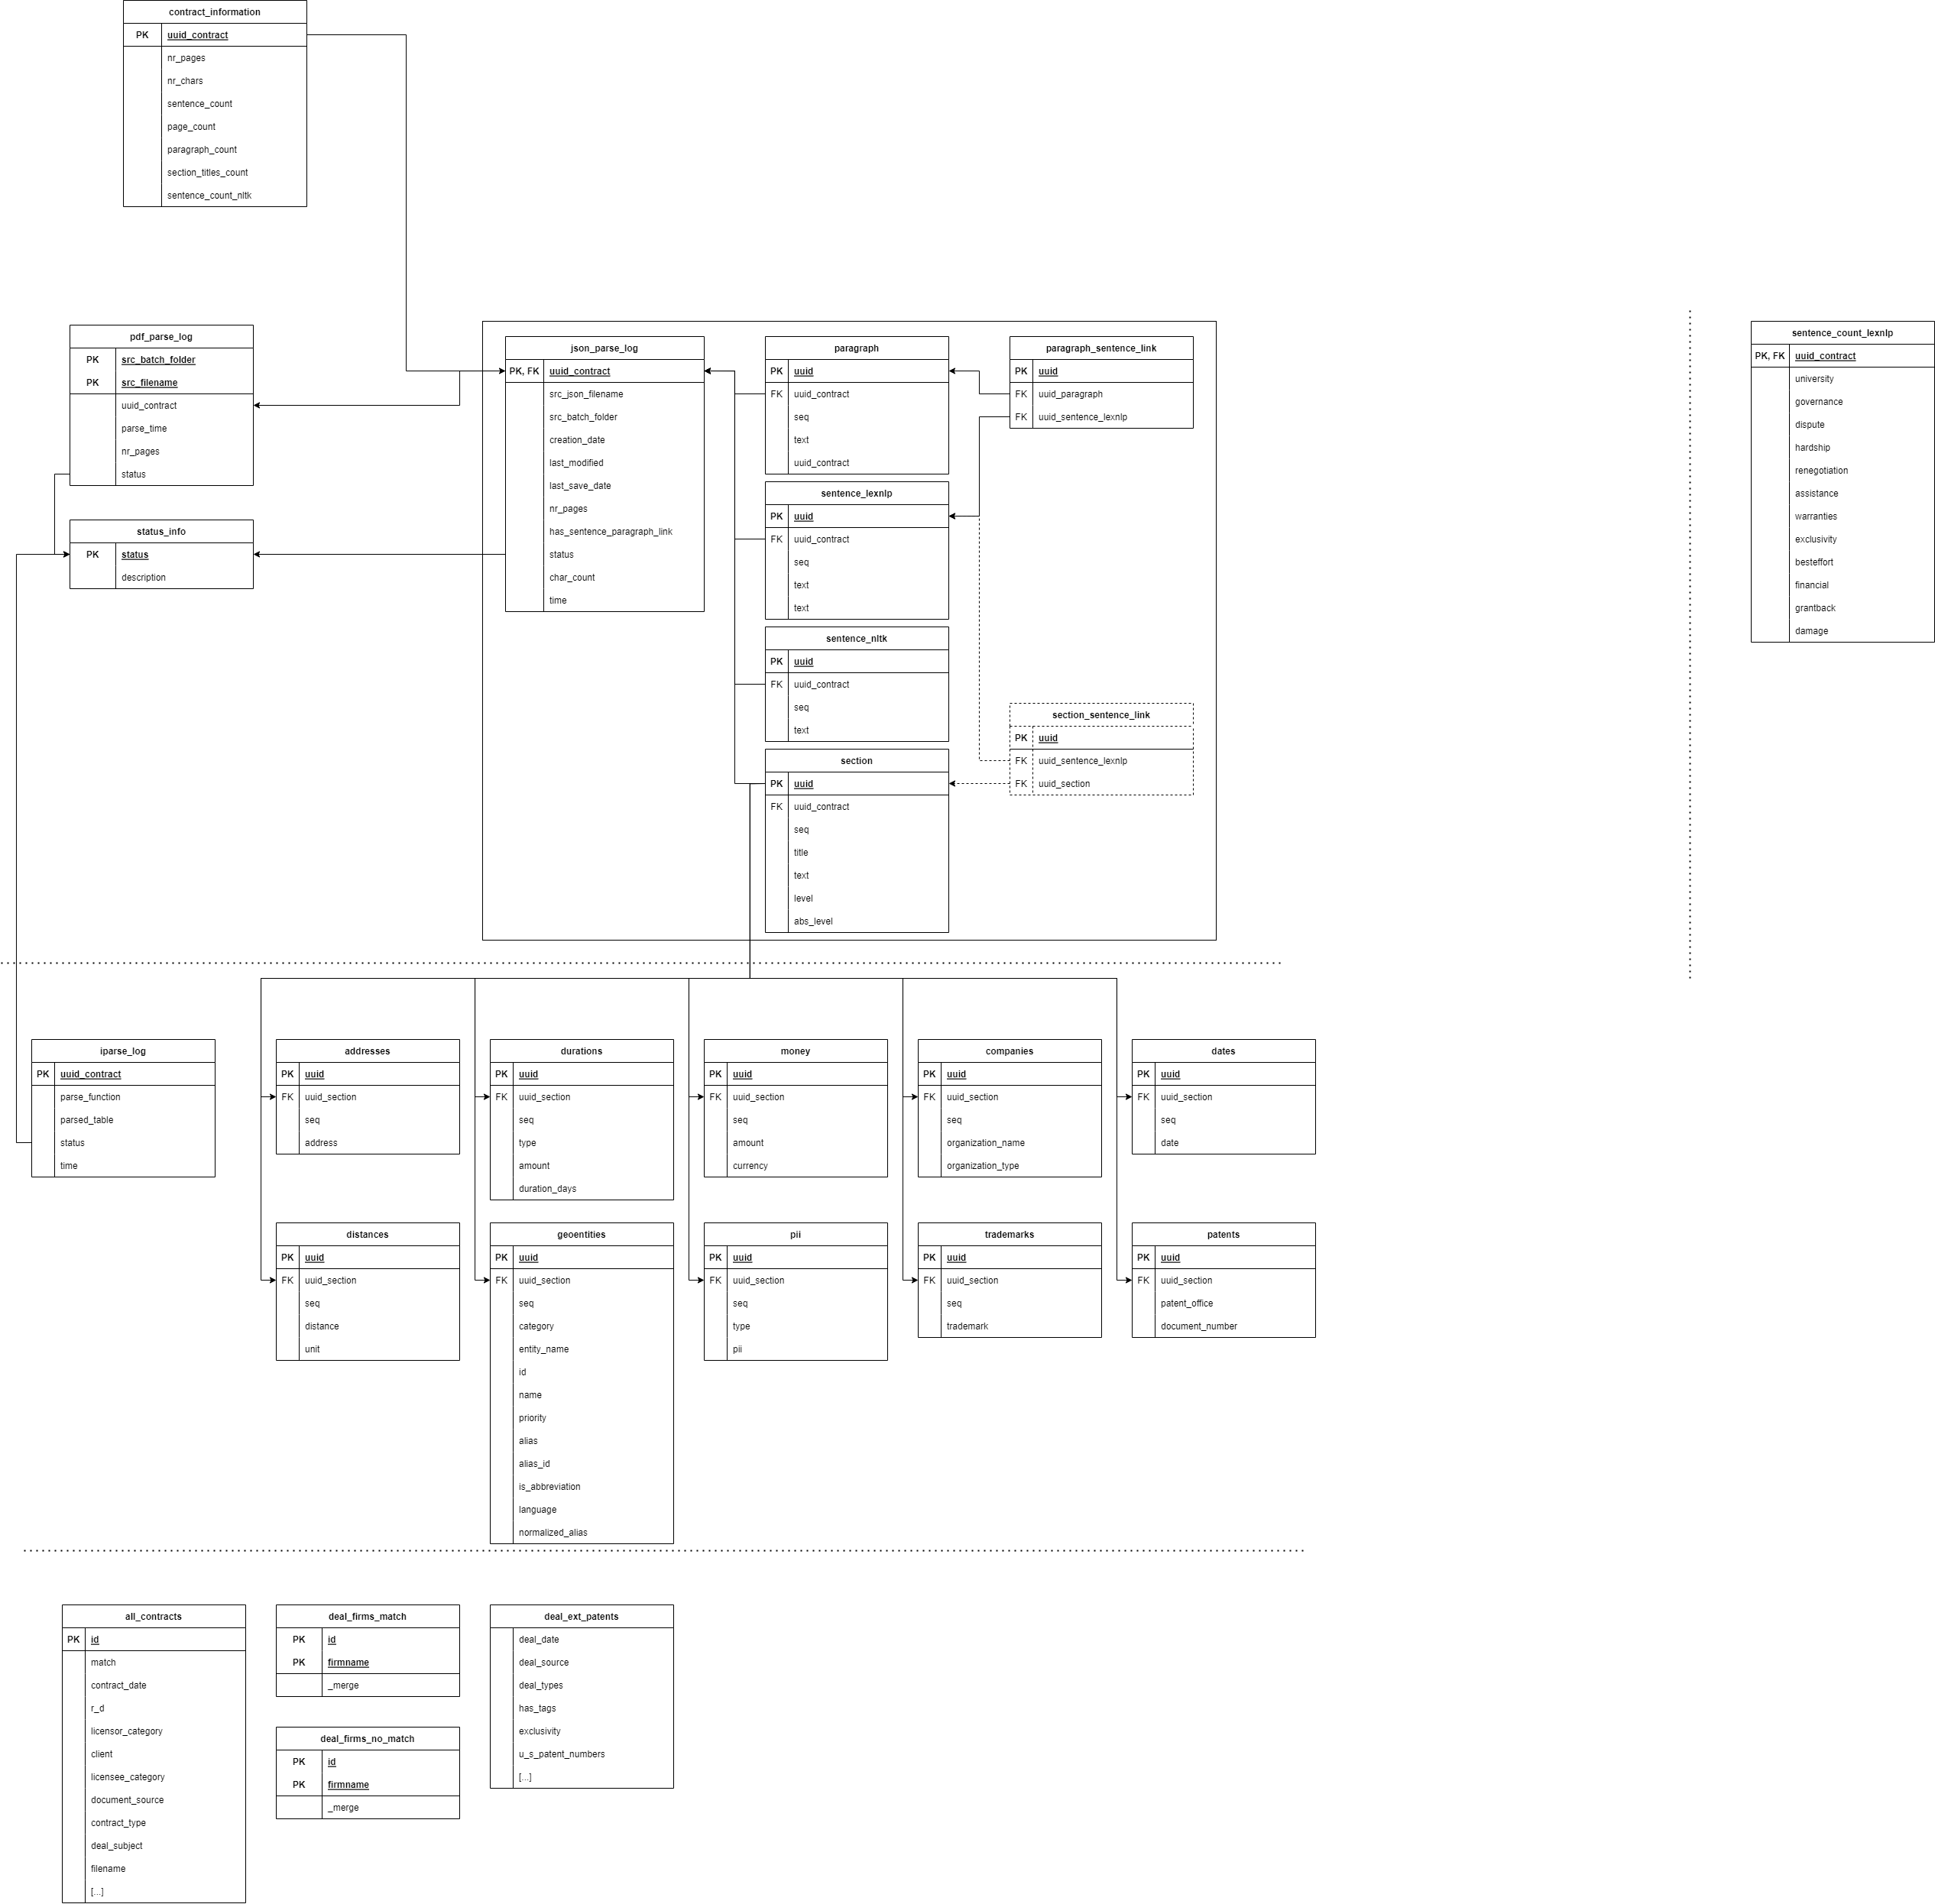 contract_information
PK uuid_contract
nr_pages
nr_chars
sentence_count
page_count
paragraph_count
section_titles_count
sentence_count_nltk
pdf_parse_log
PK src_batch_folder
PK src_filename
uuid_contract
parse_time
nr_pages
status
status_info
PK status
description
json_parse_log
PK, FK uuid_contract
src_json_filename
src_batch_folder
creation_date
last_modified
last_save_date
nr_pages
has_sentence_paragraph_link
status
char_count
time
paragraph
PK uuid
FK uuid_contract
seq
text
uuid_contract
sentence_lexnlp
PK uuid
FK uuid_contract
seq
text
text
sentence_nltk
PK uuid
FK uuid_contract
seq
text
section
PK uuid
FK uuid_contract
seq
title
text
level
abs_level
paragraph_sentence_link
PK uuid
FK uuid_paragraph
FK uuid_sentence_lexnlp
section_sentence_link
PK uuid
FK uuid_sentence_lexnlp
FK uuid_section
sentence_count_lexnlp
PK, FK uuid_contract
university
governance
dispute
hardship
renegotiation
assistance
warranties
exclusivity
besteffort
financial
grantback
damage
iparse_log
PK uuid_contract
parse_function
parsed_table
status
time
addresses
PK uuid
FK uuid_section
seq
address
durations
PK uuid
FK uuid_section
seq
type
amount
duration_days
money
PK uuid
FK uuid_section
seq
amount
currency
companies
PK uuid
FK uuid_section
seq
organization_name
organization_type
dates
PK uuid
FK uuid_section
seq
date
distances
PK uuid
FK uuid_section
seq
distance
unit
geoentities
PK uuid
FK uuid_section
seq
category
entity_name
id
name
priority
alias
alias_id
is_abbreviation
language
normalized_alias
pii
PK uuid
FK uuid_section
seq
type
pii
trademarks
PK uuid
FK uuid_section
seq
trademark
patents
PK uuid
FK uuid_section
patent_office
document_number
all_contracts
PK id
match
contract_date
r_d
licensor_category
client
licensee_category
document_source
contract_type
deal_subject
filename
[...]
deal_firms_match
PK id
PK firmname
_merge
deal_firms_no_match
PK id
PK firmname
_merge
deal_ext_patents
deal_date
deal_source
deal_types
has_tags
exclusivity
u_s_patent_numbers
[...]